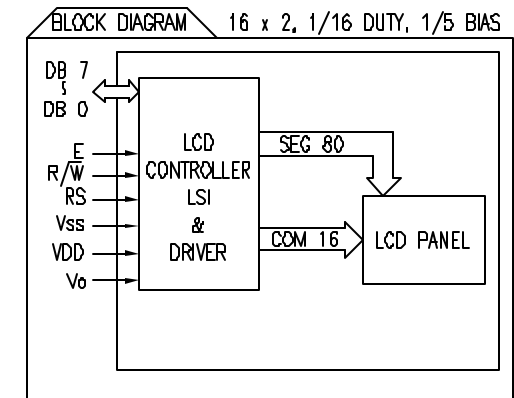 BLOCK DIAGRAM 16 x 2, 1/16 DUTY, 1/5 BIAS
DB 7
DB 0
E
R/W̅
RS
Vss
VDD
Vo
LCD
CONTROLLER
LSI
&
DRIVER
SEG 80
COM 16
LCD PANEL